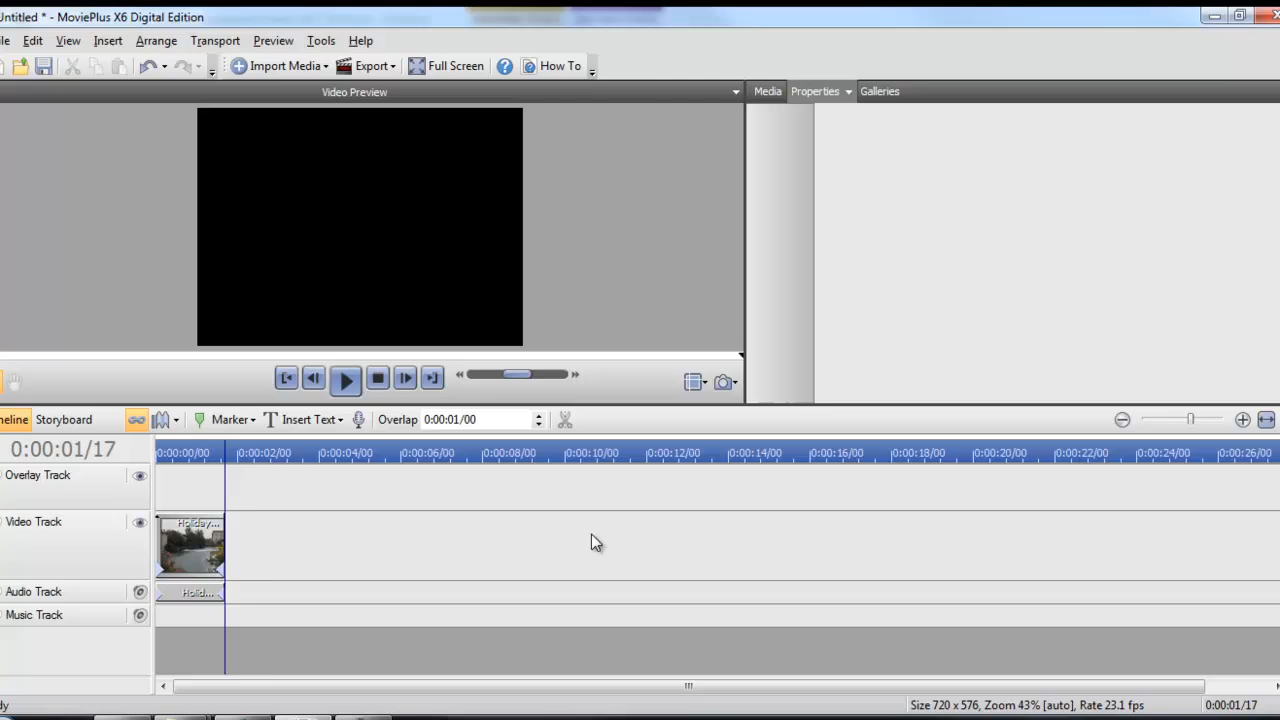 Untitled * - MoviePlus X6 Digital Edition
le Edit View Insert Arrange Transport Preview Tools Help
Import Media Export Full Screen How To
Video Preview Media Properties Galleries
meline Storyboard Marker Insert Text Overlap 0:00:01/00
0:00:01/17 0:00:00/00 0:00:02/00 0:00:04/00 0:00:06/00 0:00:08/00 0:00:10/00 0:00:12/00 0:00:14/00 0:00:16/00 0:00:18/00 0:00:20/00 0:00:22/00 0:00:24/00 0:00:26/00
Overlay Track
Video Track Holiday...
Audio Track Holid...
Music Track
dy Size 720 x 576, Zoom 43% [auto], Rate 23.1 fps 0:00:01/17